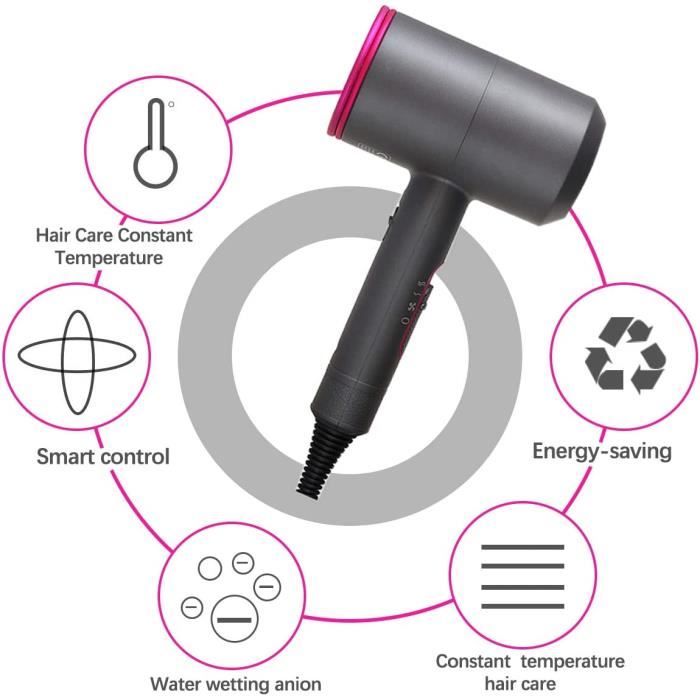 Hair Care Constant
Temperature
Smart control
Energy-saving
Water wetting anion
Constant temperature
hair care